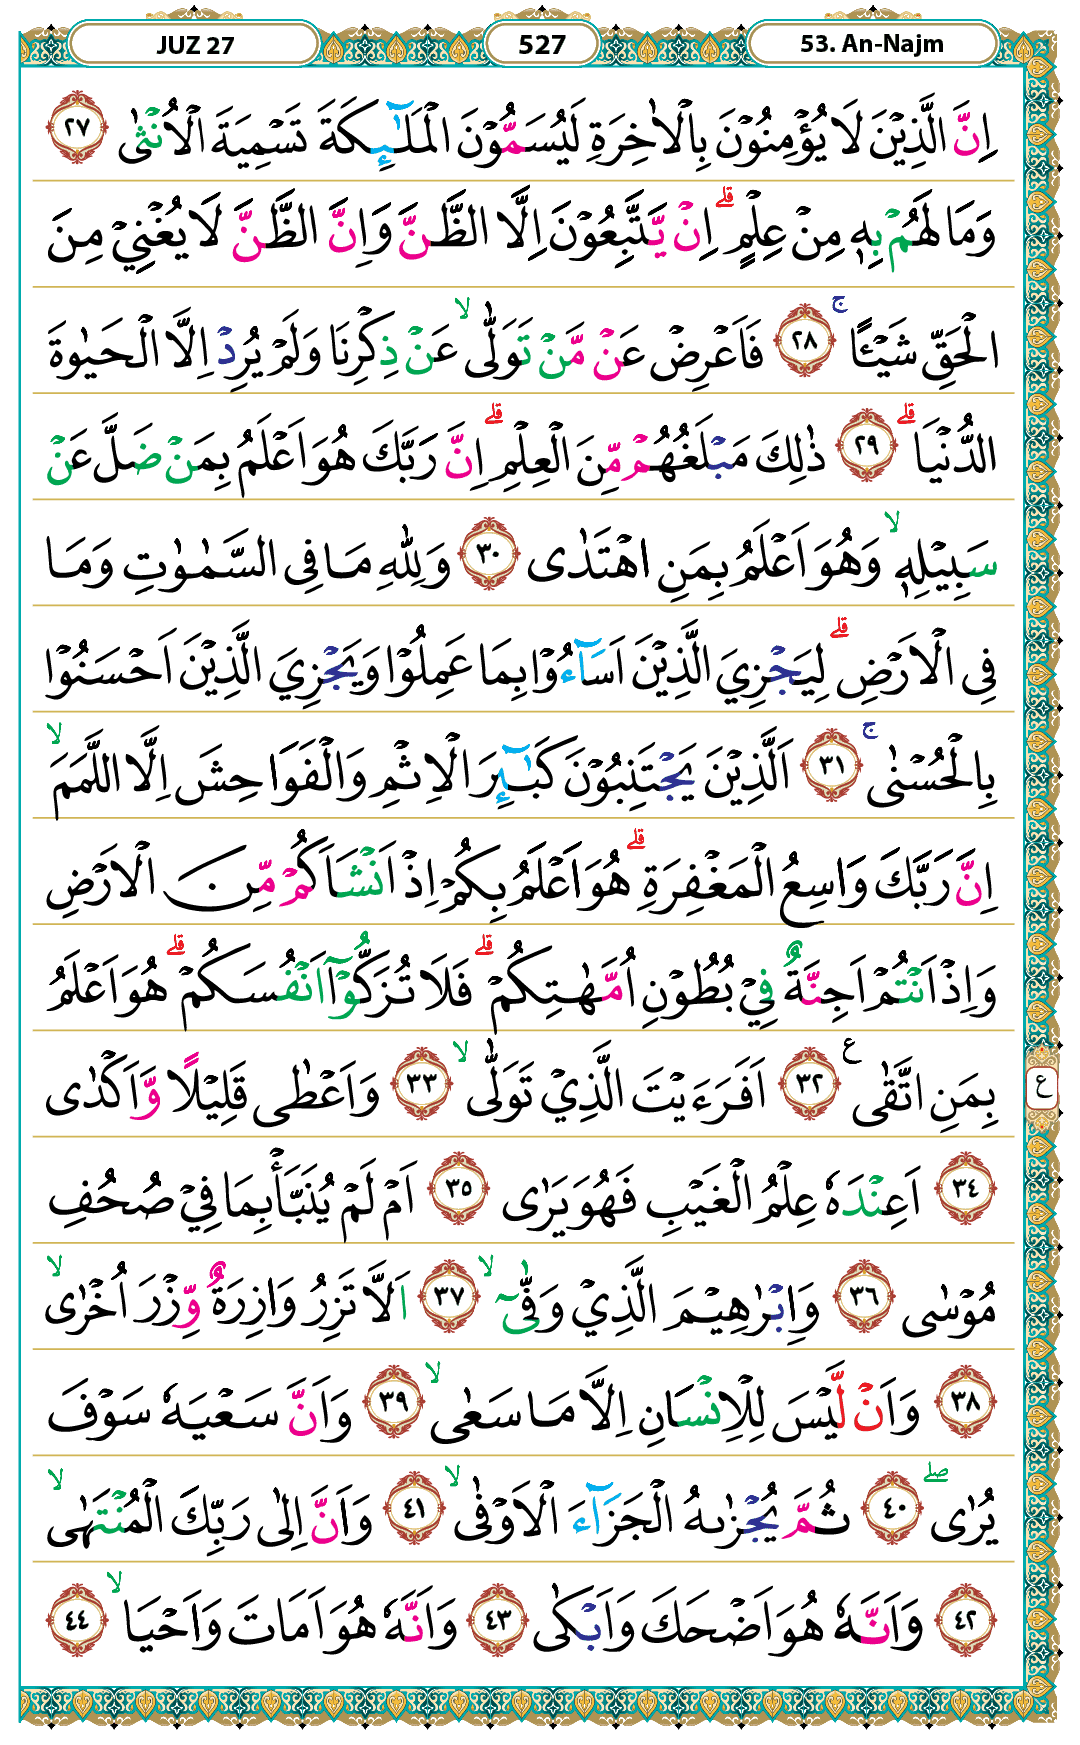 JUZ 27 527 53. An-Najm
اِنَّ الَّذِيْنَ لَا يُؤْمِنُوْنَ بِالْاٰخِرَةِ لَيُسَمُّوْنَ الْمَلٰۤىِٕكَةَ تَسْمِيَةَ الْاُنْثٰى ٢٧
وَمَا لَهُمْ بِهٖ مِنْ عِلْمٍۗ اِنْ يَّتَّبِعُوْنَ اِلَّا الظَّنَّ وَاِنَّ الظَّنَّ لَا يُغْنِيْ مِنَ
الْحَقِّ شَيْـًٔاۚ ٢٨ فَاَعْرِضْ عَنْ مَّنْ تَوَلّٰىۙ عَنْ ذِكْرِنَا وَلَمْ يُرِدْ اِلَّا الْحَيٰوةَ
الدُّنْيَاۗ ٢٩ ذٰلِكَ مَبْلَغُهُمْ مِّنَ الْعِلْمِۗ اِنَّ رَبَّكَ هُوَ اَعْلَمُ بِمَنْ ضَلَّ عَنْ
سَبِيْلِهٖۙ وَهُوَ اَعْلَمُ بِمَنِ اهْتَدٰى ٣٠ وَلِلّٰهِ مَا فِى السَّمٰوٰتِ وَمَا
فِى الْاَرْضِۗ لِيَجْزِيَ الَّذِيْنَ اَسَاۤءُوْا بِمَا عَمِلُوْا وَيَجْزِيَ الَّذِيْنَ اَحْسَنُوْا
بِالْحُسْنٰىۚ ٣١ اَلَّذِيْنَ يَجْتَنِبُوْنَ كَبٰۤىِٕرَ الْاِثْمِ وَالْفَوَاحِشَ اِلَّا اللَّمَمَۙ
اِنَّ رَبَّكَ وَاسِعُ الْمَغْفِرَةِۗ هُوَ اَعْلَمُ بِكُمْ اِذْ اَنْشَاَكُمْ مِّنَ الْاَرْضِ
وَاِذْ اَنْتُمْ اَجِنَّةٌ فِيْ بُطُوْنِ اُمَّهٰتِكُمْۗ فَلَا تُزَكُّوْٓا اَنْفُسَكُمْۗ هُوَ اَعْلَمُ
بِمَنِ اتَّقٰى ع ٣٢ اَفَرَءَيْتَ الَّذِيْ تَوَلّٰىۙ ٣٣ وَاَعْطٰى قَلِيْلًا وَّاَكْدٰى ع
٣٤ اَعِنْدَهٗ عِلْمُ الْغَيْبِ فَهُوَ يَرٰى ٣٥ اَمْ لَمْ يُنَبَّأْ بِمَا فِيْ صُحُفِ
مُوْسٰى ٣٦ وَاِبْرٰهِيْمَ الَّذِيْ وَفّٰىٓۙ ٣٧ اَلَّا تَزِرُ وَازِرَةٌ وِّزْرَ اُخْرٰىۙ
٣٨ وَاَنْ لَّيْسَ لِلْاِنْسَانِ اِلَّا مَا سَعٰىۙ ٣٩ وَاَنَّ سَعْيَهٗ سَوْفَ
يُرٰىۖ ٤٠ ثُمَّ يُجْزٰىهُ الْجَزَاۤءَ الْاَوْفٰىۙ ٤١ وَاَنَّ اِلٰى رَبِّكَ الْمُنْتَهٰىۙ
٤٢ وَاَنَّهٗ هُوَ اَضْحَكَ وَاَبْكٰى ٤٣ وَاَنَّهٗ هُوَ اَمَاتَ وَاَحْيَاۙ ٤٤